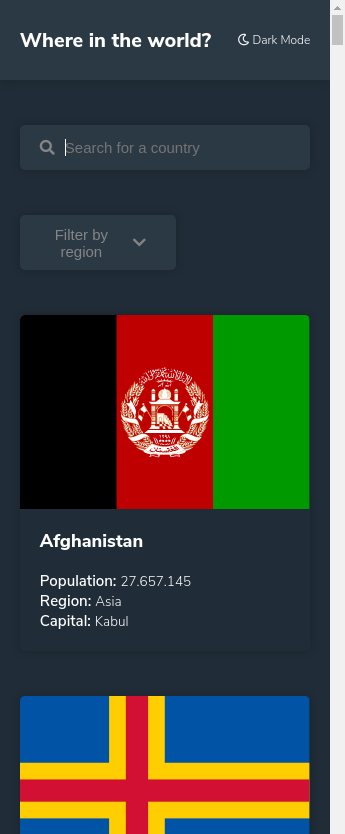 Where in the world?
Dark Mode
Search for a country
Filter by
region
Afghanistan
Population: 27.657.145
Region: Asia
Capital: Kabul